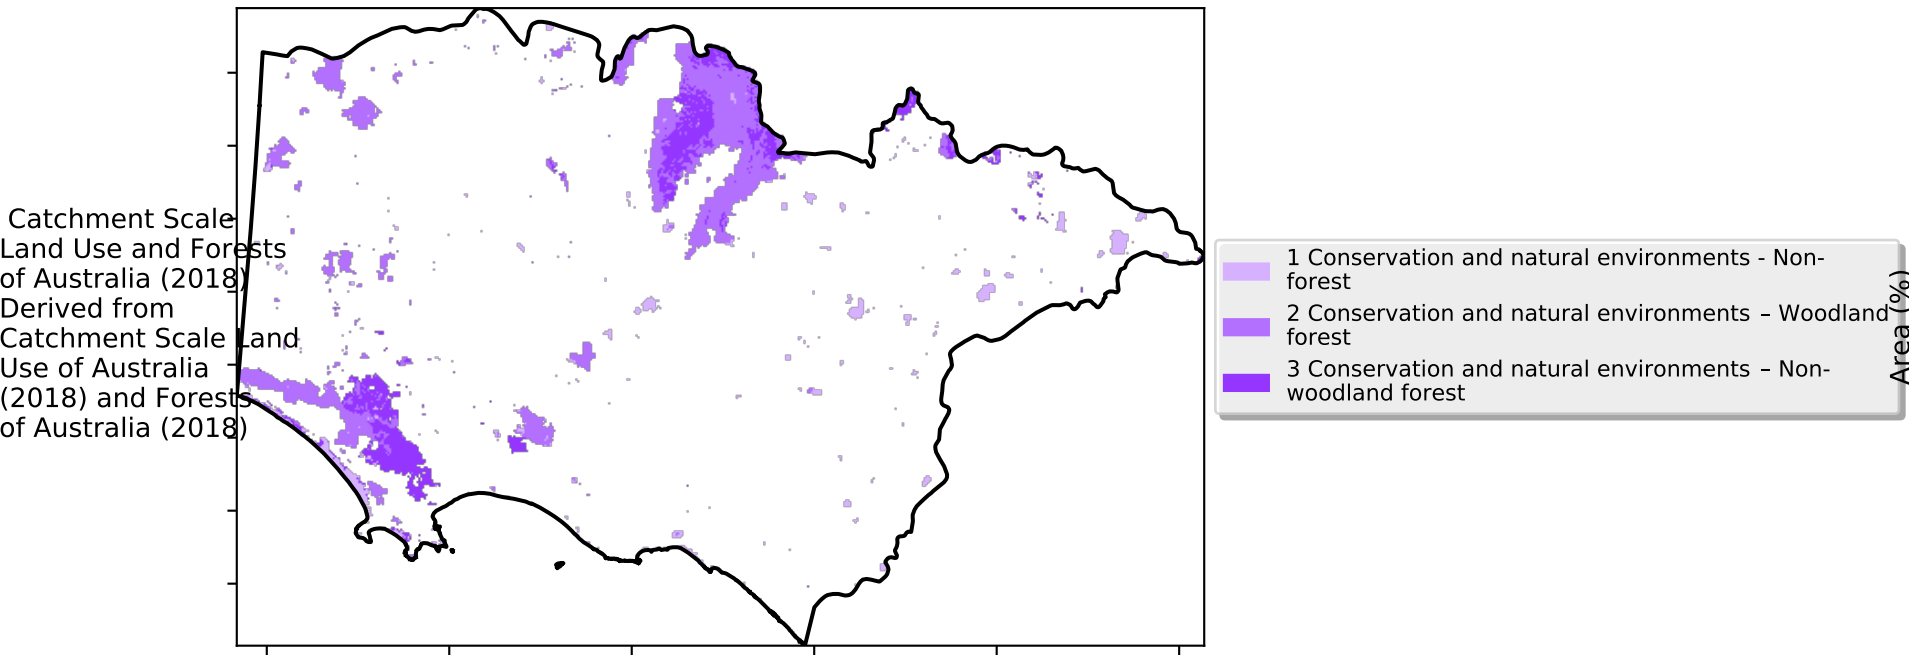 Catchment Scale
Land Use and Forests
of Australia (2018)
Derived from
Catchment Scale Land
Use of Australia
(2018) and Forests
of Australia (2018)
1 Conservation and natural environments - Non-
forest
2 Conservation and natural environments – Woodland
forest
3 Conservation and natural environments – Non-
woodland forest
Area (%)